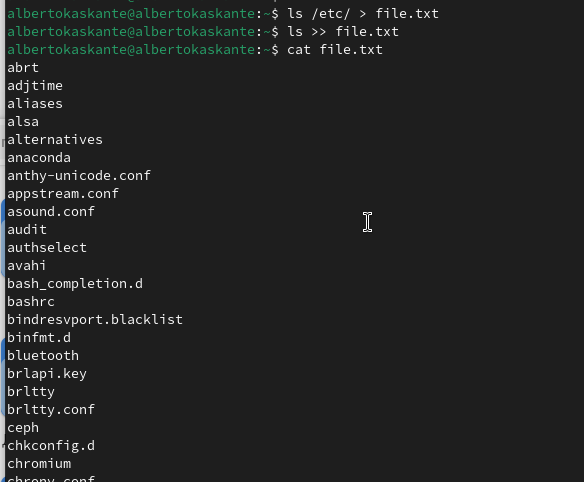 albertokaskante@albertokaskante:~$ ls /etc/ > file.txt
albertokaskante@albertokaskante:~$ ls >> file.txt
albertokaskante@albertokaskante:~$ cat file.txt
abrt
adjtime
aliases
alsa
alternatives
anaconda
anthy-unicode.conf
appstream.conf
asound.conf
audit
authselect
avahi
bash_completion.d
bashrc
bindresvport.blacklist
binfmt.d
bluetooth
brlapi.key
brltty
brltty.conf
ceph
chkconfig.d
chromium
chrony.conf